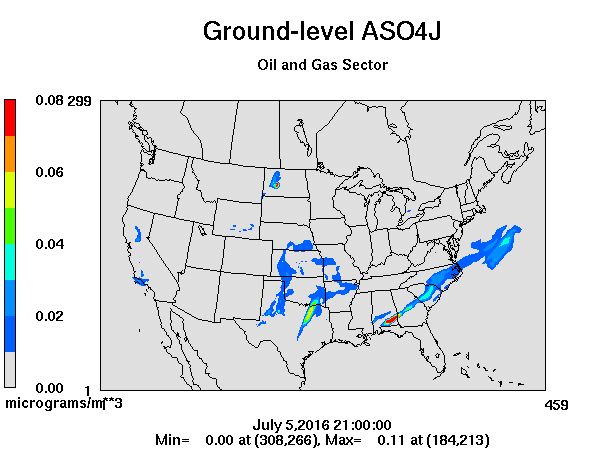 Ground-level ASO4J
Oil and Gas Sector
0.08
0.06
0.04
0.02
0.00
micrograms/m**3
299
1
1
459
July 5,2016 21:00:00
Min= 0.00 at (308,266), Max= 0.11 at (184,213)